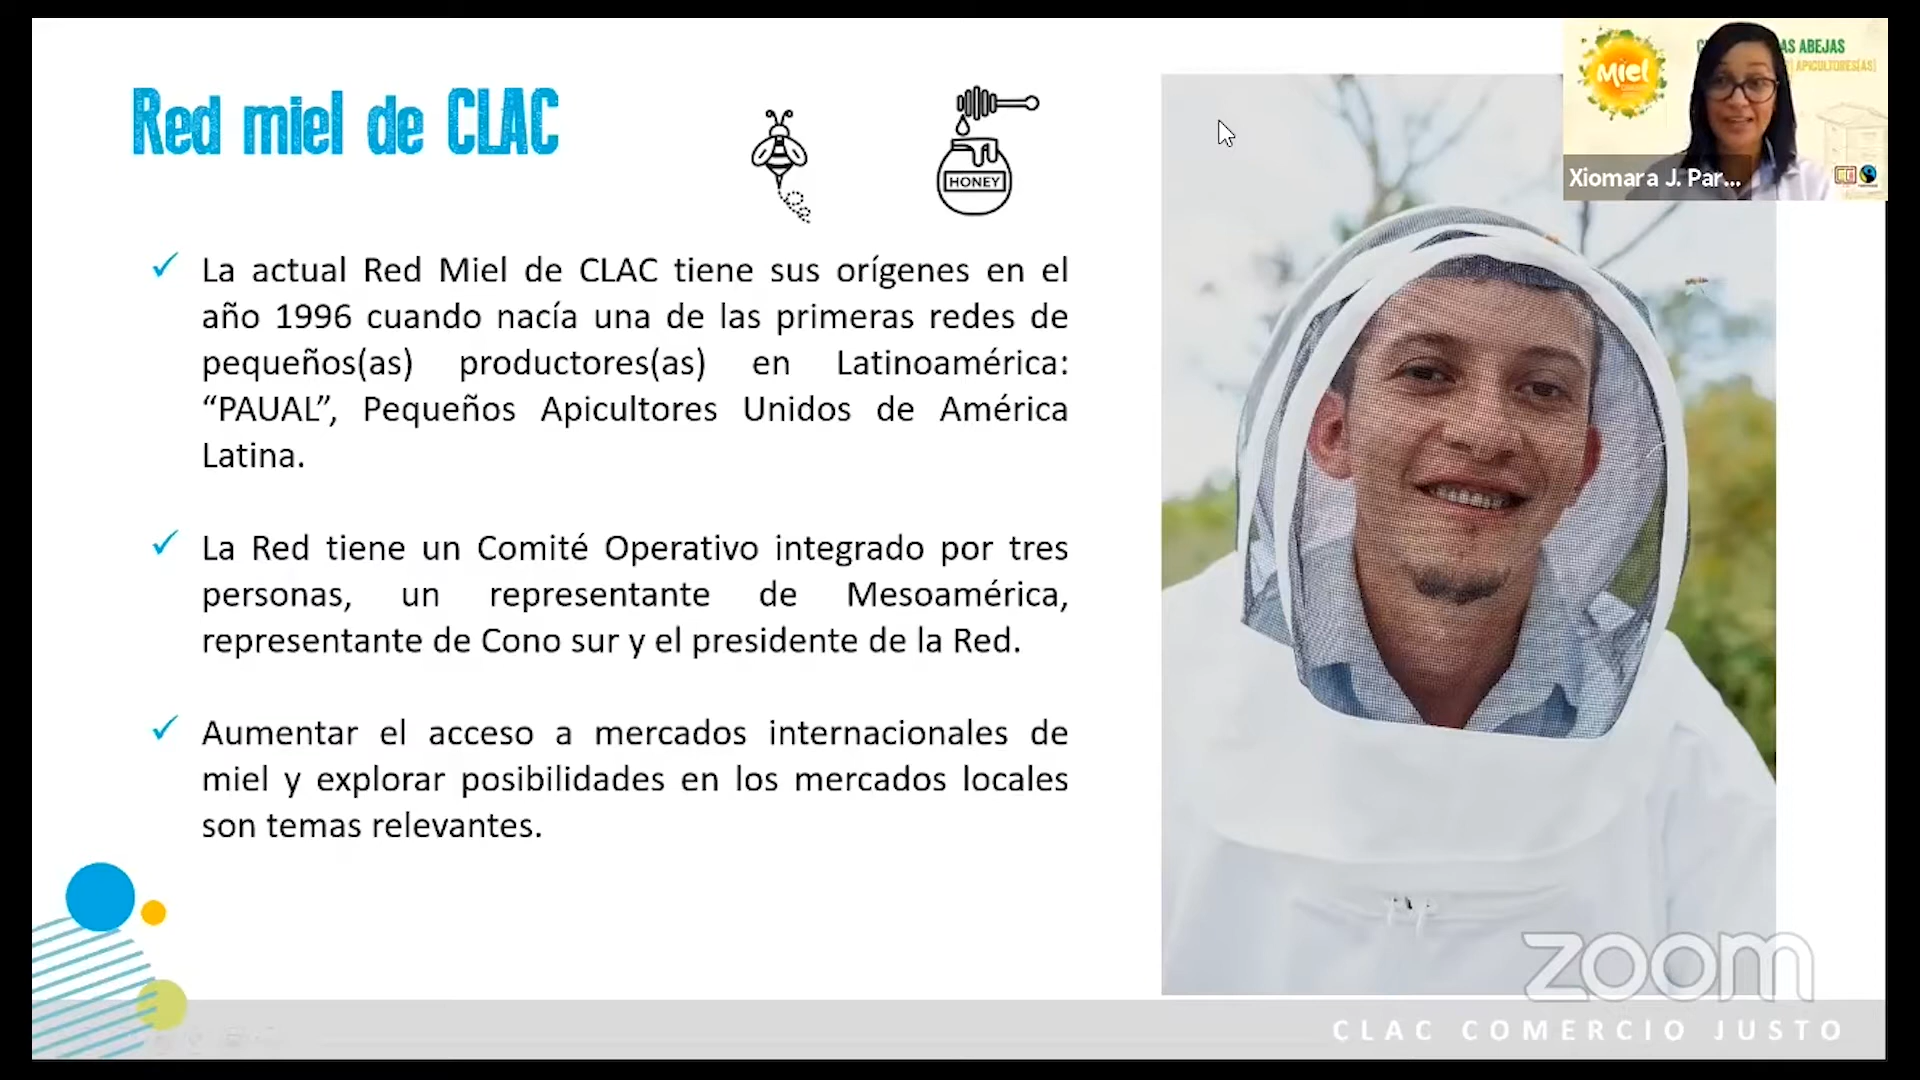 Red miel de CLAC
HONEY
La actual Red Miel de CLAC tiene sus orígenes en el
año 1996 cuando nacía una de las primeras redes de
pequeños(as) productores(as) en Latinoamérica:
“PAUAL”, Pequeños Apicultores Unidos de América
Latina.
La Red tiene un Comité Operativo integrado por tres
personas, un representante de Mesoamérica,
representante de Cono sur y el presidente de la Red.
Aumentar el acceso a mercados internacionales de
miel y explorar posibilidades en los mercados locales
son temas relevantes.
Miel
AS ABEJAS
APICULTORES(AS)
Xiomara J. Par...
zoom
CLAC COMERCIO JUSTO